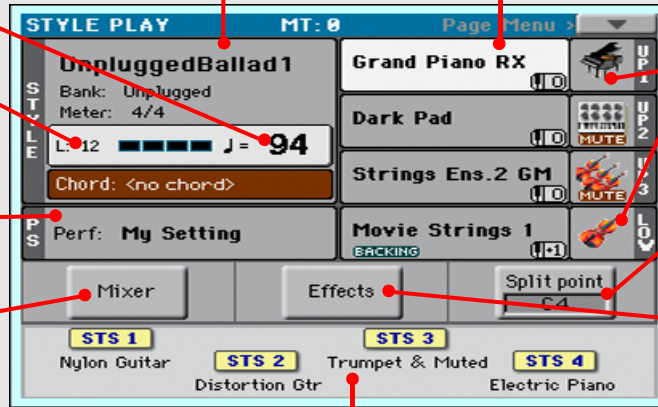 STYLE PLAY MT: 0 Page Menu >
UnpluggedBallad1
Bank: Unplugged
Meter: 4/4
L: 12 ♩= 94
Chord: <no chord>
STYLE
Grand Piano RX
0
UP1
Dark Pad
0
MUTE
UP2
Strings Ens.2 GM
0
MUTE
UP3
PS
Perf: My Setting
Movie Strings 1
BACKING +1
LOW
Mixer
Effects
Split point
C4
STS 1
Nylon Guitar
STS 2
Distortion Gtr
STS 3
Trumpet & Muted
STS 4
Electric Piano